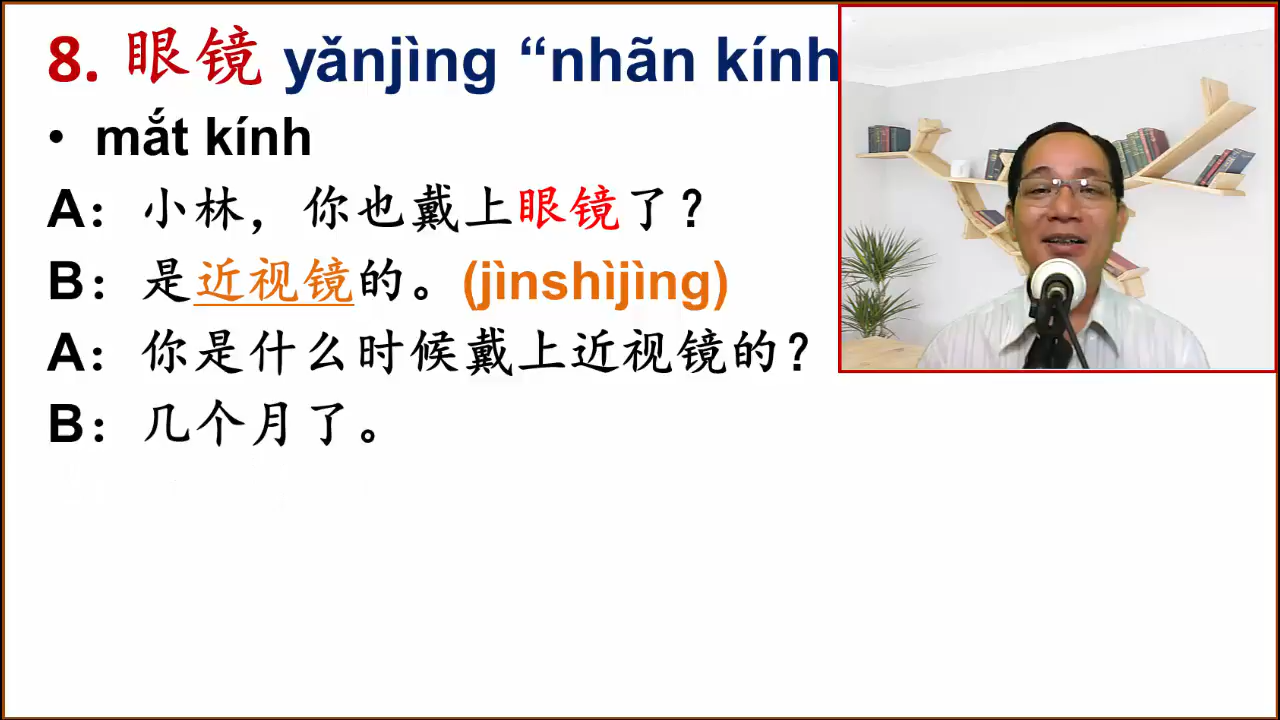 8. 眼镜 yǎnjìng “nhãn kính
• mắt kính
A：小林，你也戴上眼镜了？
B：是近视镜的。(jìnshìjìng)
A：你是什么时候戴上近视镜的？
B：几个月了。